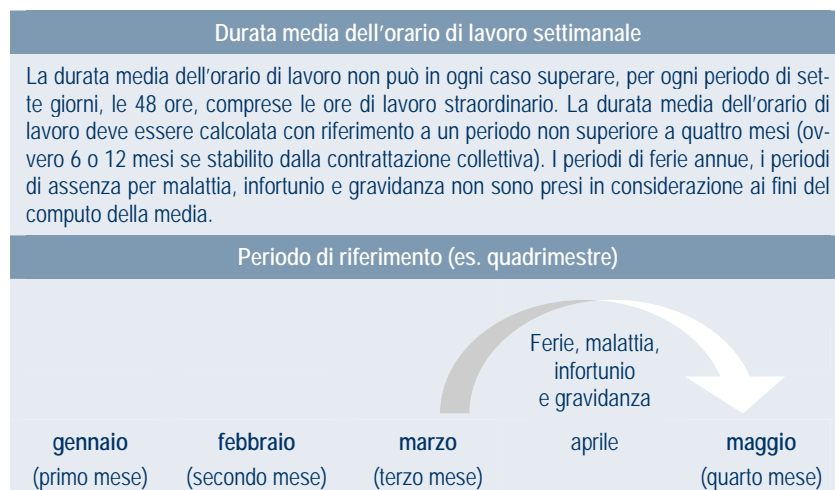 Durata media dell'orario di lavoro settimanale
La durata media dell'orario di lavoro non può in ogni caso superare, per ogni periodo di set-
te giorni, le 48 ore, comprese le ore di lavoro straordinario. La durata media dell'orario di
lavoro deve essere calcolata con riferimento a un periodo non superiore a quattro mesi (ov-
vero 6 o 12 mesi se stabilito dalla contrattazione collettiva). I periodi di ferie annue, i periodi
di assenza per malattia, infortunio e gravidanza non sono presi in considerazione ai fini del
computo della media.
Periodo di riferimento (es. quadrimestre)
Ferie, malattia,
infortunio
e gravidanza
gennaio febbraio marzo aprile maggio
(primo mese) (secondo mese) (terzo mese) (quarto mese)